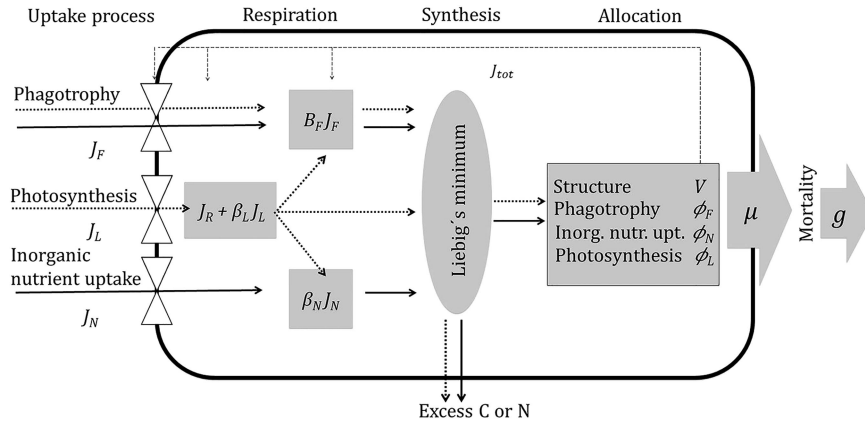 Uptake process
Respiration
Synthesis
Allocation
J_tot
Phagotrophy
J_F
B_F J_F
Photosynthesis
J_L
J_R + β_L J_L
Inorganic
nutrient uptake
J_N
β_N J_N
Liebig´s minimum
Structure V
Phagotrophy ϕ_F
Inorg. nutr. upt. ϕ_N
Photosynthesis ϕ_L
μ
Mortality
g
Excess C or N